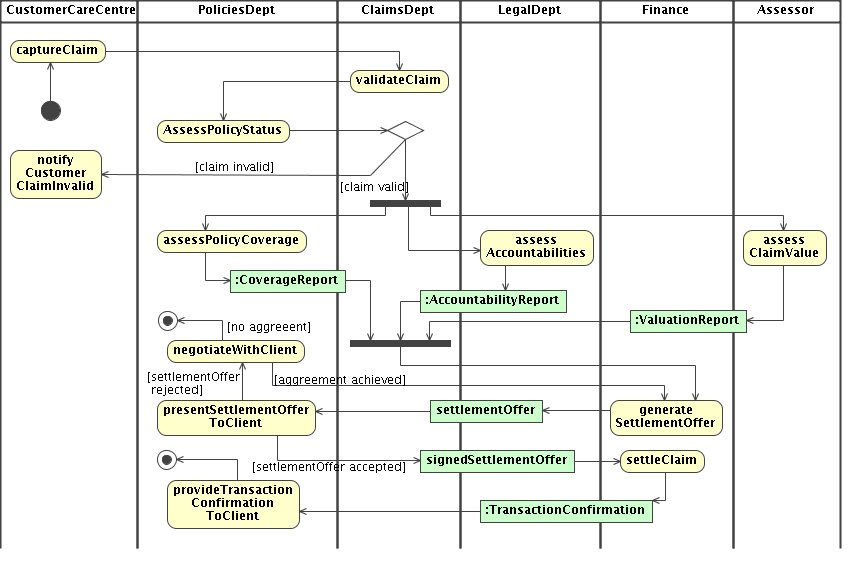 CustomerCareCentre
PoliciesDept
ClaimsDept
LegalDept
Finance
Assessor
captureClaim
validateClaim
AssessPolicyStatus
notify
Customer
ClaimInvalid
[claim invalid]
[claim valid]
assessPolicyCoverage
assess
Accountabilities
assess
ClaimValue
:CoverageReport
:AccountabilityReport
:ValuationReport
[no aggreeent]
negotiateWithClient
[settlementOffer
rejected]
[aggreement achieved]
presentSettlementOffer
ToClient
settlementOffer
generate
SettlementOffer
[settlementOffer accepted]
signedSettlementOffer
settleClaim
provideTransaction
Confirmation
ToClient
:TransactionConfirmation